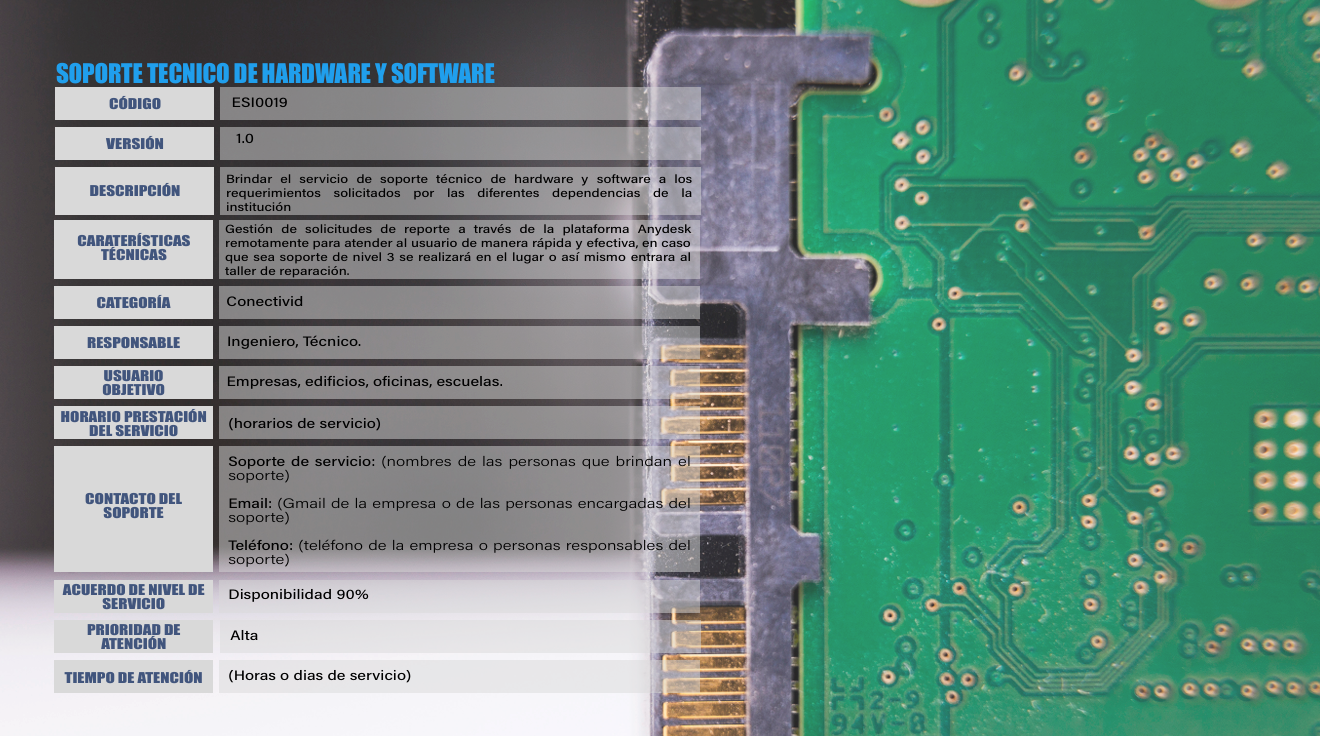 SOPORTE TECNICO DE HARDWARE Y SOFTWARE
CÓDIGO
ESI0019
VERSIÓN
1.0
DESCRIPCIÓN
Brindar el servicio de soporte técnico de hardware y software a los
requerimientos solicitados por las diferentes dependencias de la
institución
CARATERÍSTICAS
TÉCNICAS
Gestión de solicitudes de reporte a través de la plataforma Anydesk
remotamente para atender al usuario de manera rápida y efectiva, en caso
que sea soporte de nivel 3 se realizará en el lugar o así mismo entrara al
taller de reparación.
CATEGORÍA
Conectivid
RESPONSABLE
Ingeniero, Técnico.
USUARIO
OBJETIVO
Empresas, edificios, oficinas, escuelas.
HORARIO PRESTACIÓN
DEL SERVICIO
(horarios de servicio)
CONTACTO DEL
SOPORTE
Soporte de servicio: (nombres de las personas que brindan el
soporte)
Email: (Gmail de la empresa o de las personas encargadas del
soporte)
Teléfono: (teléfono de la empresa o personas responsables del
soporte)
ACUERDO DE NIVEL DE
SERVICIO
Disponibilidad 90%
PRIORIDAD DE
ATENCIÓN
Alta
TIEMPO DE ATENCIÓN
(Horas o dias de servicio)
94V-0